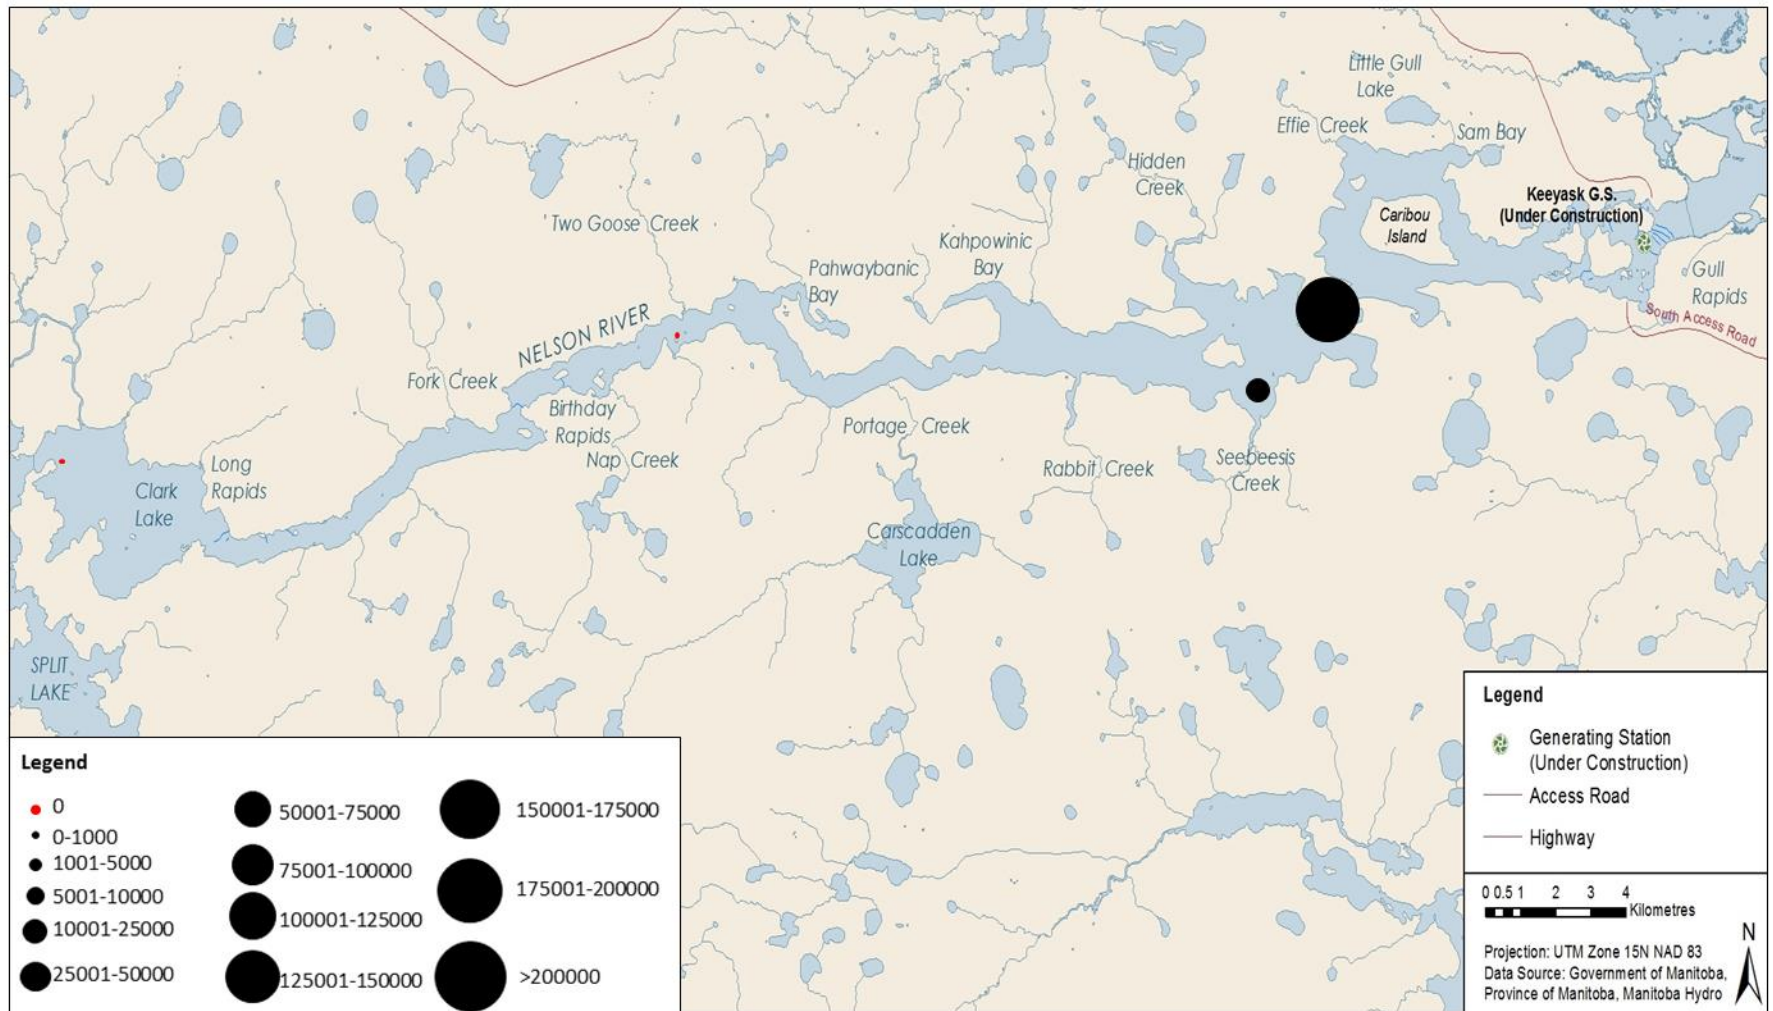 Little Gull
Lake
Effie Creek
Sam Bay
Hidden
Creek
Keeyask G.S.
(Under Construction)
Caribou
Island
Two Goose Creek
Kahpowinic
Bay
Pahwaybanic
Bay
Gull
Rapids
South Access Road
NELSON RIVER
Fork Creek
Birthday
Rapids
Nap Creek
Portage Creek
Rabbit Creek
Seebeesis
Creek
Long
Rapids
Clark
Lake
Carscadden
Lake
SPLIT
LAKE
Legend
0
0-1000
1001-5000
5001-10000
10001-25000
25001-50000
50001-75000
75001-100000
100001-125000
125001-150000
150001-175000
175001-200000
>200000
Legend
Generating Station
(Under Construction)
Access Road
Highway
0 0.5 1 2 3 4
Kilometres
N
Projection: UTM Zone 15N NAD 83
Data Source: Government of Manitoba,
Province of Manitoba, Manitoba Hydro